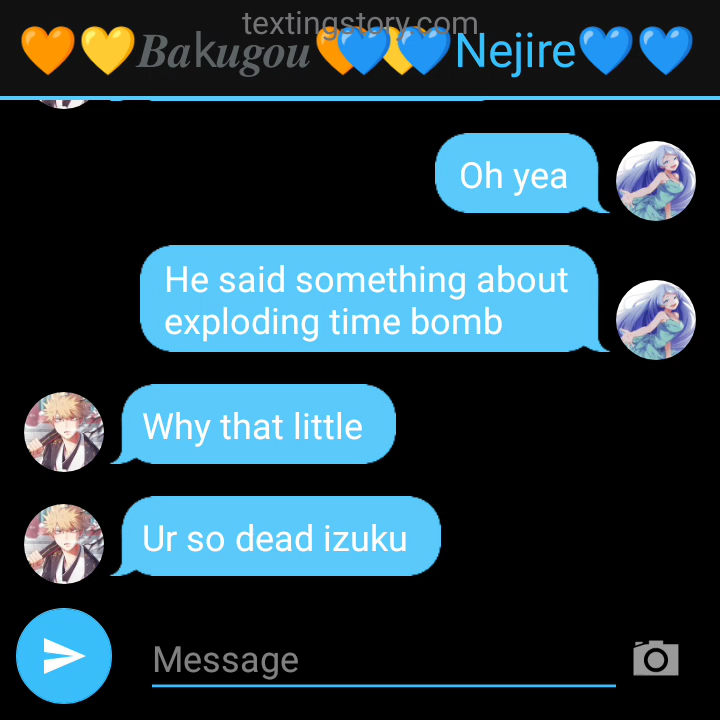 textingstory.com
🧡💛Bakugou🧡💙💛💙Nejire💙💙
Oh yea
He said something about
exploding time bomb
Why that little
Ur so dead izuku
Message